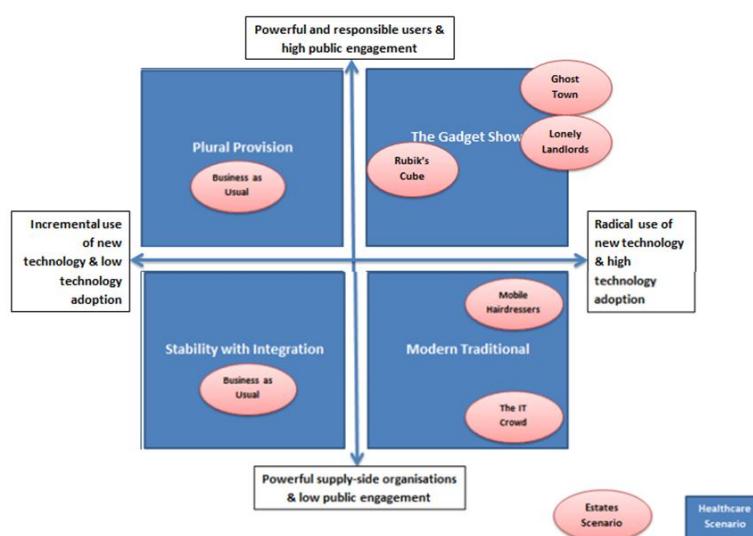 Powerful and responsible users &
high public engagement
Ghost
Town
The Gadget Show
Lonely
Landlords
Plural Provision
Rubik's
Cube
Business as
Usual
Incremental use
of new
technology & low
technology
adoption
Radical use of
new technology
& high
technology
adoption
Mobile
Hairdressers
Stability with Integration
Modern Traditional
Business as
Usual
The IT
Crowd
Powerful supply-side organisations
& low public engagement
Estates
Scenario
Healthcare
Scenario